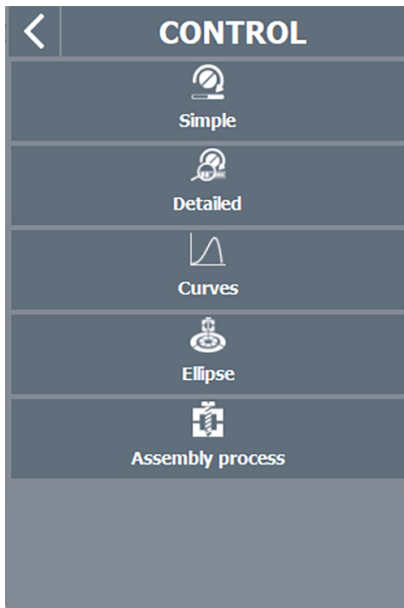 CONTROL
Simple
Detailed
Curves
Ellipse
Assembly process